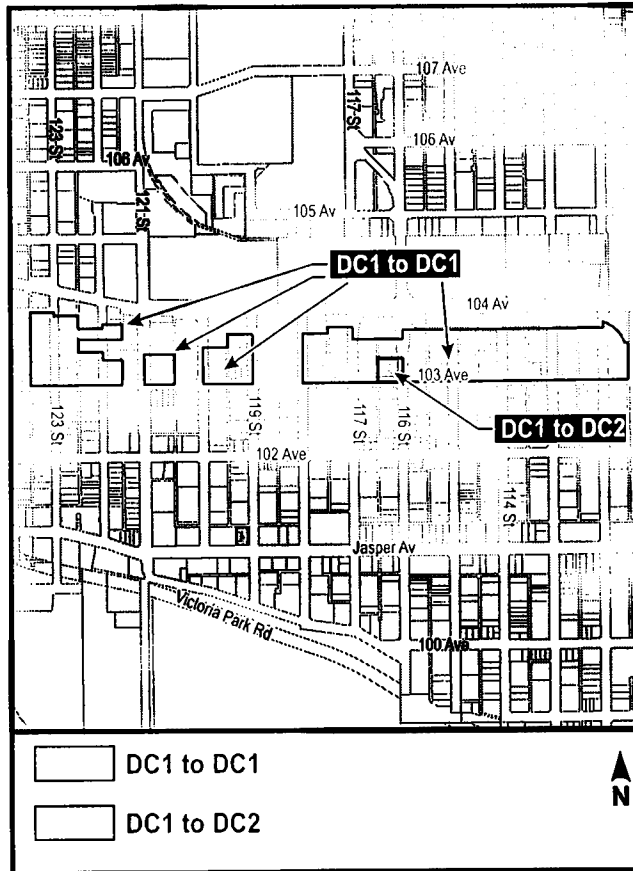 107 Ave
117 St
106 Av
123 St
106 Av
121 St
105 Av
DC1 to DC1
104 Av
103 Ave
123 St
119 St
117 St
116 St
DC1 to DC2
102 Ave
114 St
Jasper Av
Victoria Park Rd
100 Ave
DC1 to DC1
DC1 to DC2
N